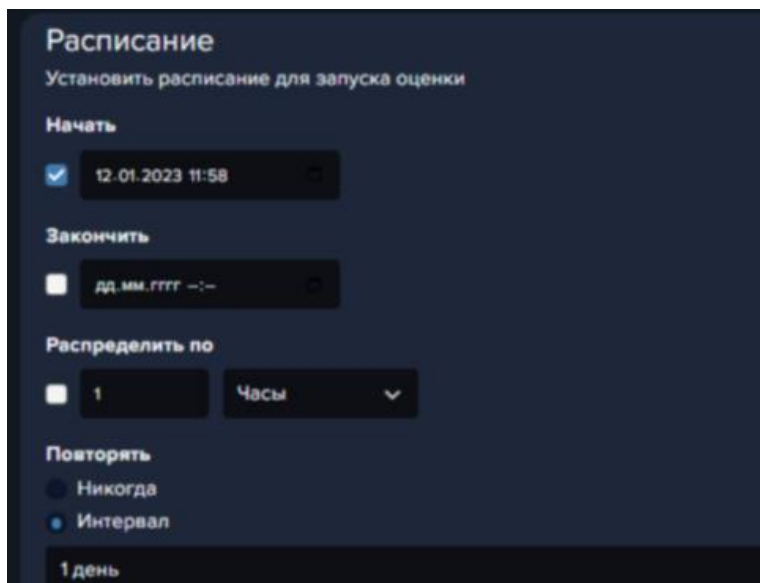 Расписание
Установить расписание для запуска оценки
Начать
12.01.2023 11:58
Закончить
дд.мм.гггг --:--
Распределить по
1 Часы
Повторять
Никогда
Интервал
1 день